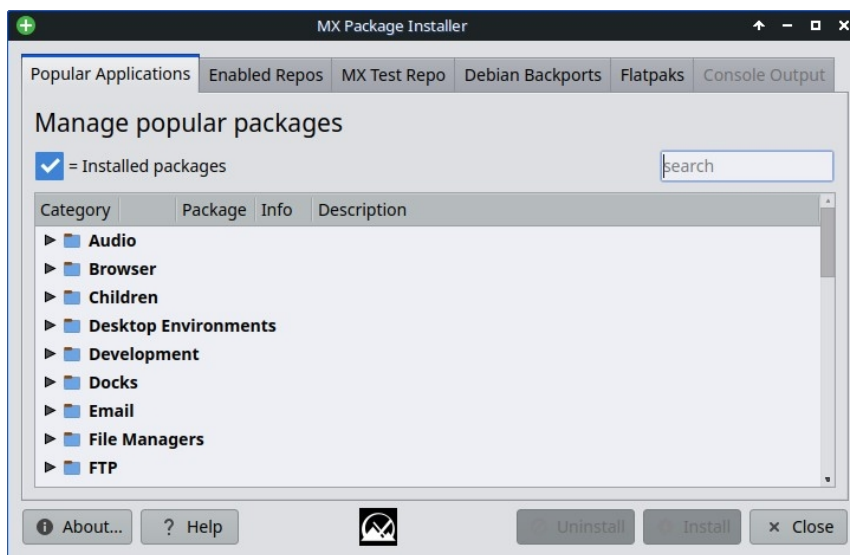 MX Package Installer
Popular Applications Enabled Repos MX Test Repo Debian Backports Flatpaks Console Output
Manage popular packages
= Installed packages
search
Category Package Info Description
Audio
Browser
Children
Desktop Environments
Development
Docks
Email
File Managers
FTP
About... ? Help Uninstall Install Close